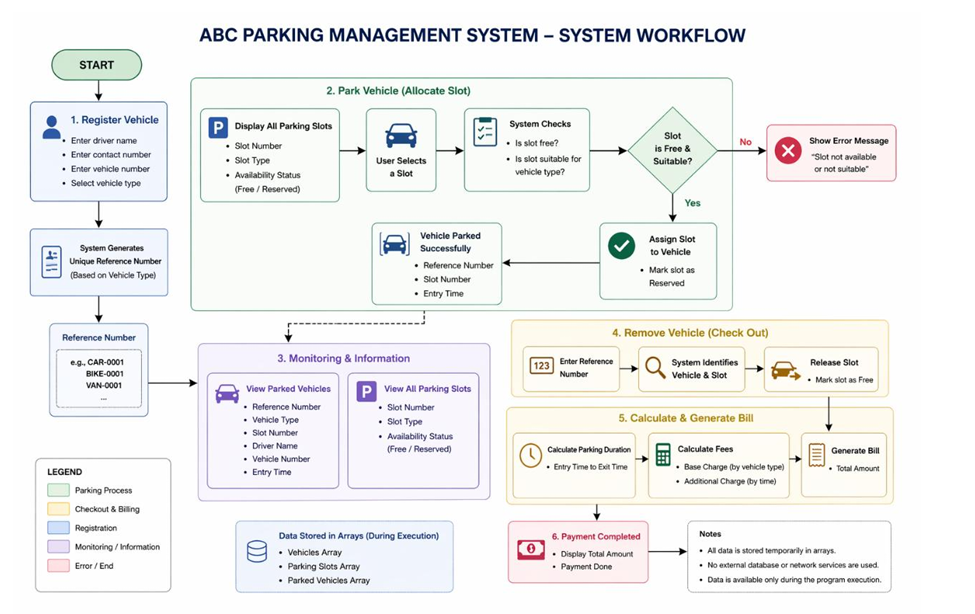 ABC PARKING MANAGEMENT SYSTEM – SYSTEM WORKFLOW
START
1. Register Vehicle
• Enter driver name
• Enter contact number
• Enter vehicle number
• Select vehicle type
System Generates
Unique Reference Number
(Based on Vehicle Type)
Reference Number
e.g., CAR-0001
BIKE-0001
VAN-0001
...
2. Park Vehicle (Allocate Slot)
P
Display All Parking Slots
• Slot Number
• Slot Type
• Availability Status
(Free / Reserved)
User Selects
a Slot
System Checks
• Is slot free?
• Is slot suitable for
vehicle type?
Slot
is Free &
Suitable?
No
Show Error Message
"Slot not available
or not suitable"
Yes
Assign Slot
to Vehicle
• Mark slot as
Reserved
Vehicle Parked
Successfully
• Reference Number
• Slot Number
• Entry Time
3. Monitoring & Information
View Parked Vehicles
• Reference Number
• Vehicle Type
• Slot Number
• Driver Name
• Vehicle Number
• Entry Time
P
View All Parking Slots
• Slot Number
• Slot Type
• Availability Status
(Free / Reserved)
4. Remove Vehicle (Check Out)
123
Enter Reference
Number
System Identifies
Vehicle & Slot
Release Slot
• Mark slot as Free
5. Calculate & Generate Bill
Calculate Parking Duration
• Entry Time to Exit Time
Calculate Fees
• Base Charge (by vehicle type)
• Additional Charge (by time)
Generate Bill
• Total Amount
LEGEND
Parking Process
Checkout & Billing
Registration
Monitoring / Information
Error / End
Data Stored in Arrays (During Execution)
• Vehicles Array
• Parking Slots Array
• Parked Vehicles Array
6. Payment Completed
• Display Total Amount
• Payment Done
Notes
• All data is stored temporarily in arrays.
• No external database or network services are used.
• Data is available only during the program execution.